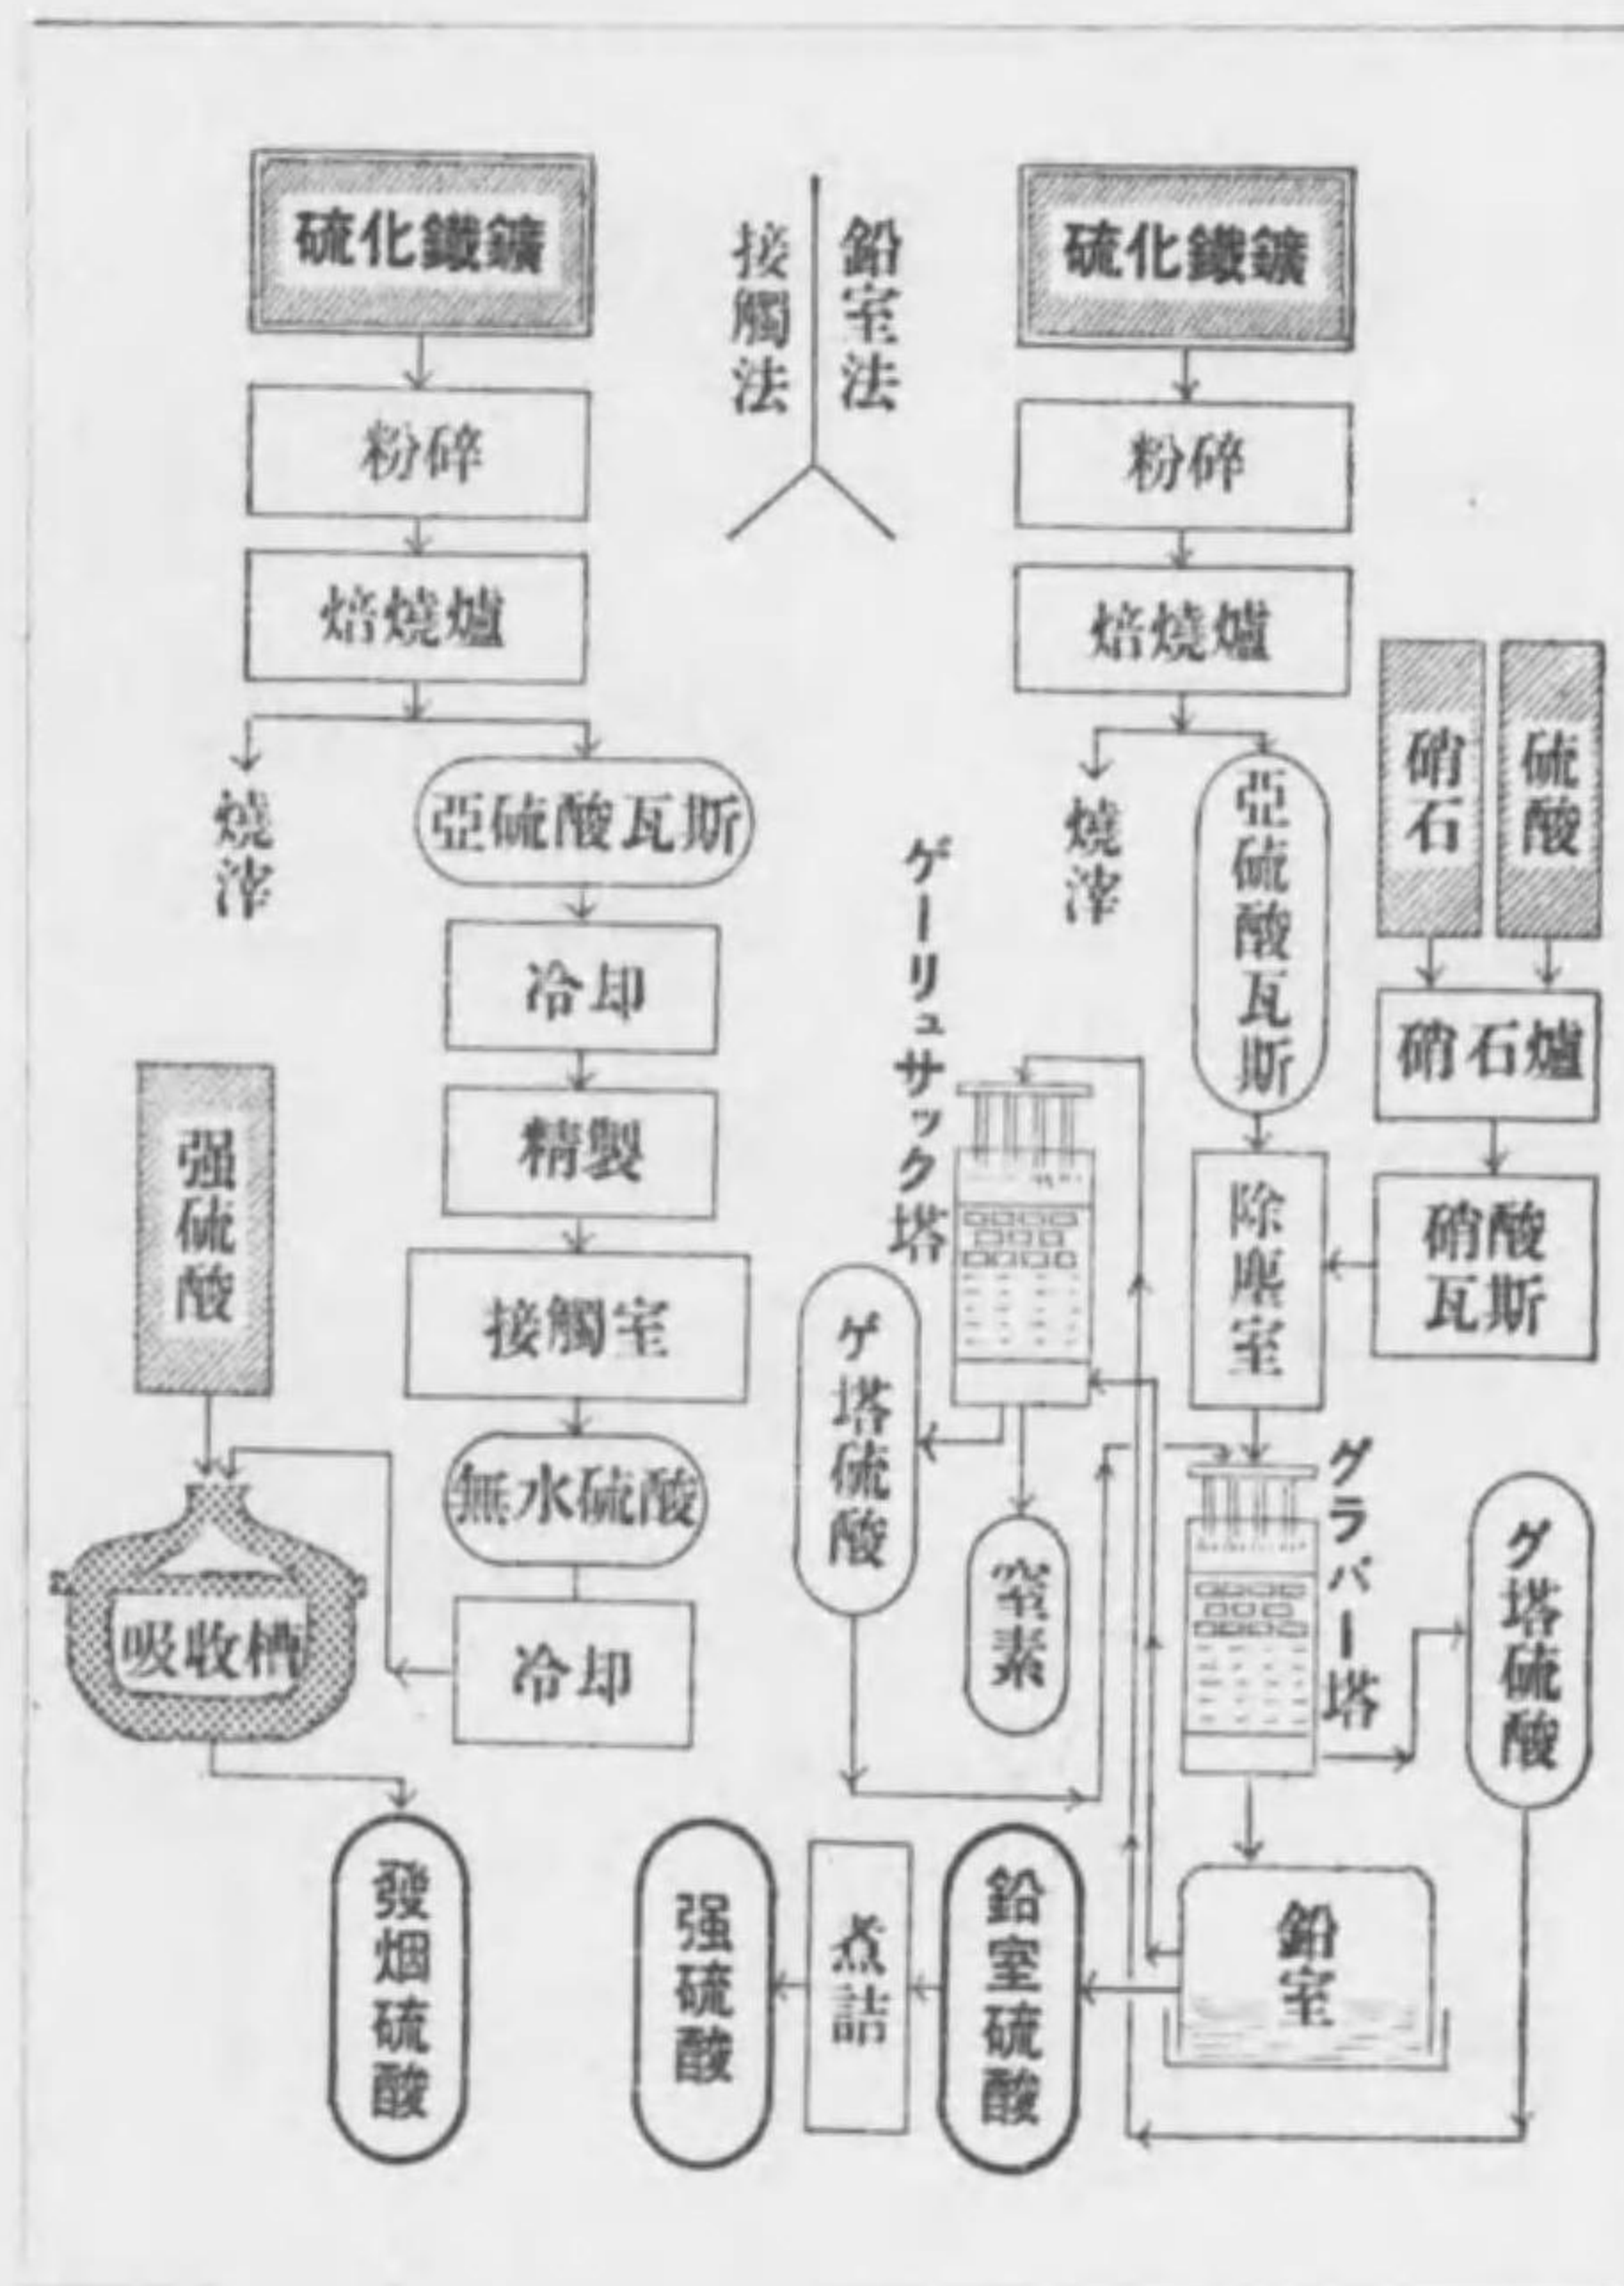 鉛室法
接觸法
硫化鐵鑛
粉碎
焙燒爐
燒滓
亞硫酸瓦斯
硝石
硫酸
硝石爐
硝酸
瓦斯
除塵室
グラバー塔
グ塔硫酸
ゲーリュサック塔
ゲ塔硫酸
窒素
鉛室
鉛室硫酸
煮詰
强硫酸
硫化鐵鑛
粉碎
焙燒爐
燒滓
亞硫酸瓦斯
冷却
精製
接觸室
無水硫酸
冷却
强硫酸
吸收槽
發烟硫酸